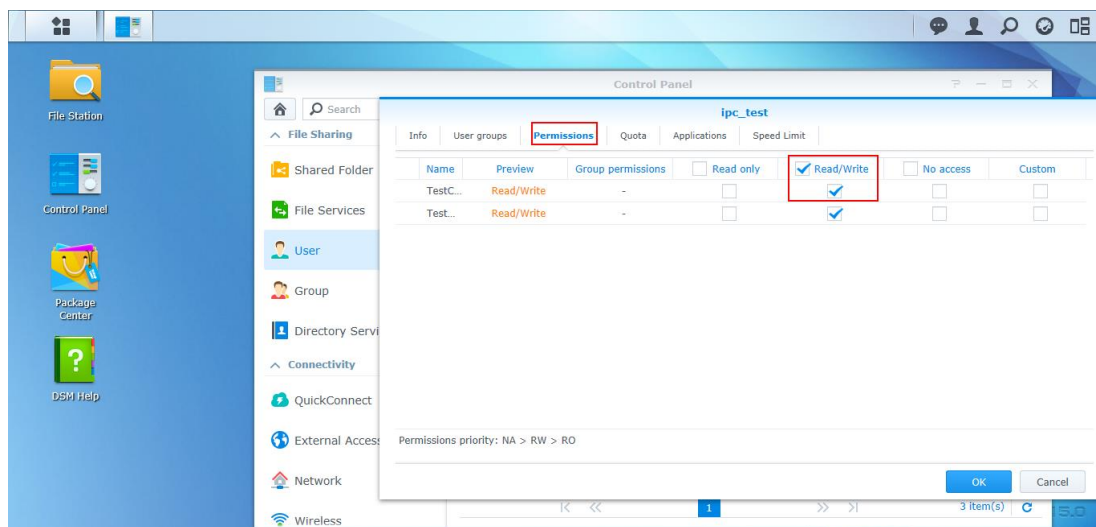 File Station
Control Panel
Package
Center
DSM Help
Control Panel
Search
File Sharing
Shared Folder
File Services
User
Group
Directory Servi
Connectivity
QuickConnect
External Access
Network
Wireless
ipc_test
Info User groups Permissions Quota Applications Speed Limit
Name Preview Group permissions Read only Read/Write No access Custom
TestC... Read/Write -
Test... Read/Write -
Permissions priority: NA > RW > RO
OK Cancel
1 3 item(s)
5.0